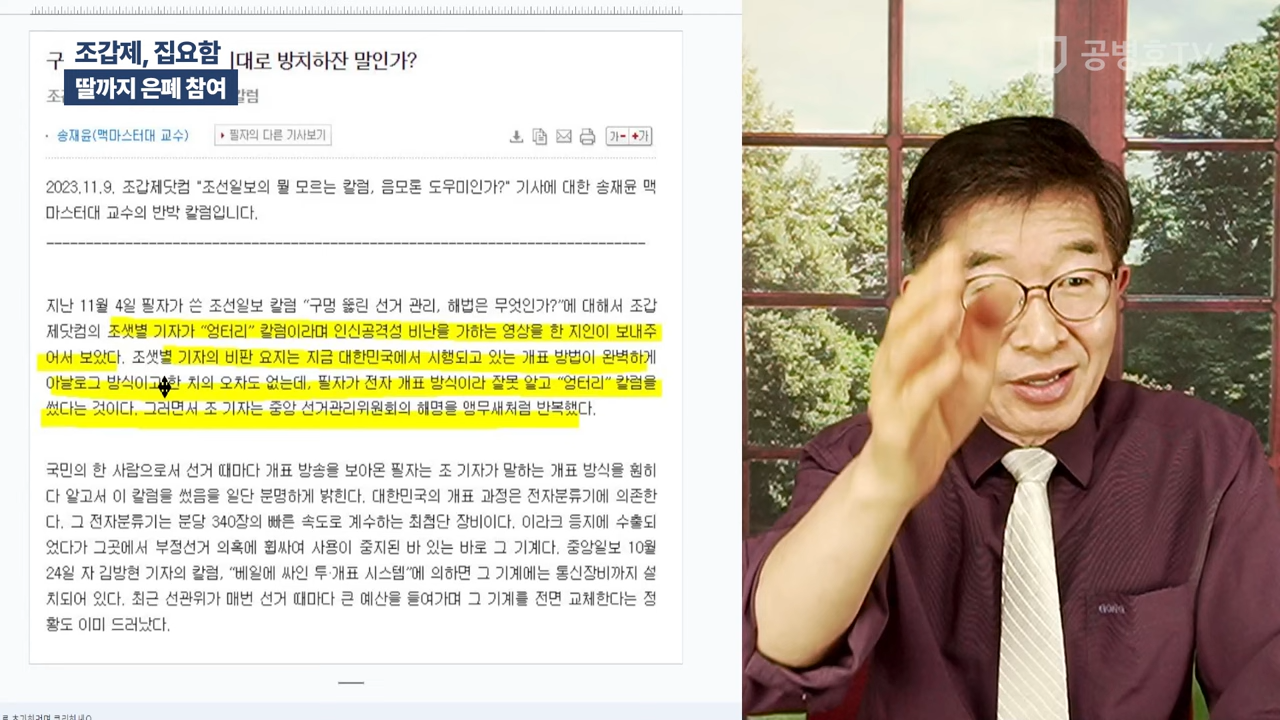 조갑제, 집요함
딸까지 은폐 참여
구
대로 방치하잔 말인가?
칼럼
· 송재윤(맥마스터대 교수)
▸ 필자의 다른 기사보기
가- +가
2023.11.9. 조갑제닷컴 "조선일보의 뭘 모르는 칼럼, 음모론 도우미인가?" 기사에 대한 송재윤 맥
마스터대 교수의 반박 칼럼입니다.
지난 11월 4일 필자가 쓴 조선일보 칼럼 “구멍 뚫린 선거 관리, 해법은 무엇인가?”에 대해서 조갑
제닷컴의 조샛별 기자가 “엉터리” 칼럼이라며 인신공격성 비난을 가하는 영상을 한 지인이 보내주
어서 보았다. 조샛별 기자의 비판 요지는 지금 대한민국에서 시행되고 있는 개표 방법이 완벽하게
아날로그 방식이고 한 치의 오차도 없는데, 필자가 전자 개표 방식이라 잘못 알고 “엉터리” 칼럼을
썼다는 것이다. 그러면서 조 기자는 중앙 선거관리위원회의 해명을 앵무새처럼 반복했다.
국민의 한 사람으로서 선거 때마다 개표 방송을 보아온 필자는 조 기자가 말하는 개표 방식을 훤히
다 알고서 이 칼럼을 썼음을 일단 분명하게 밝힌다. 대한민국의 개표 과정은 전자분류기에 의존한
다. 그 전자분류기는 분당 340장의 빠른 속도로 계수하는 최첨단 장비이다. 이라크 등지에 수출되
었다가 그곳에서 부정선거 의혹에 휩싸여 사용이 중지된 바 있는 바로 그 기계다. 중앙일보 10월
24일 자 김방현 기자의 칼럼, “베일에 싸인 투·개표 시스템”에 의하면 그 기계에는 통신장비까지 설
치되어 있다. 최근 선관위가 매번 선거 때마다 큰 예산을 들여가며 그 기계를 전면 교체한다는 정
황도 이미 드러났다.
공병호TV